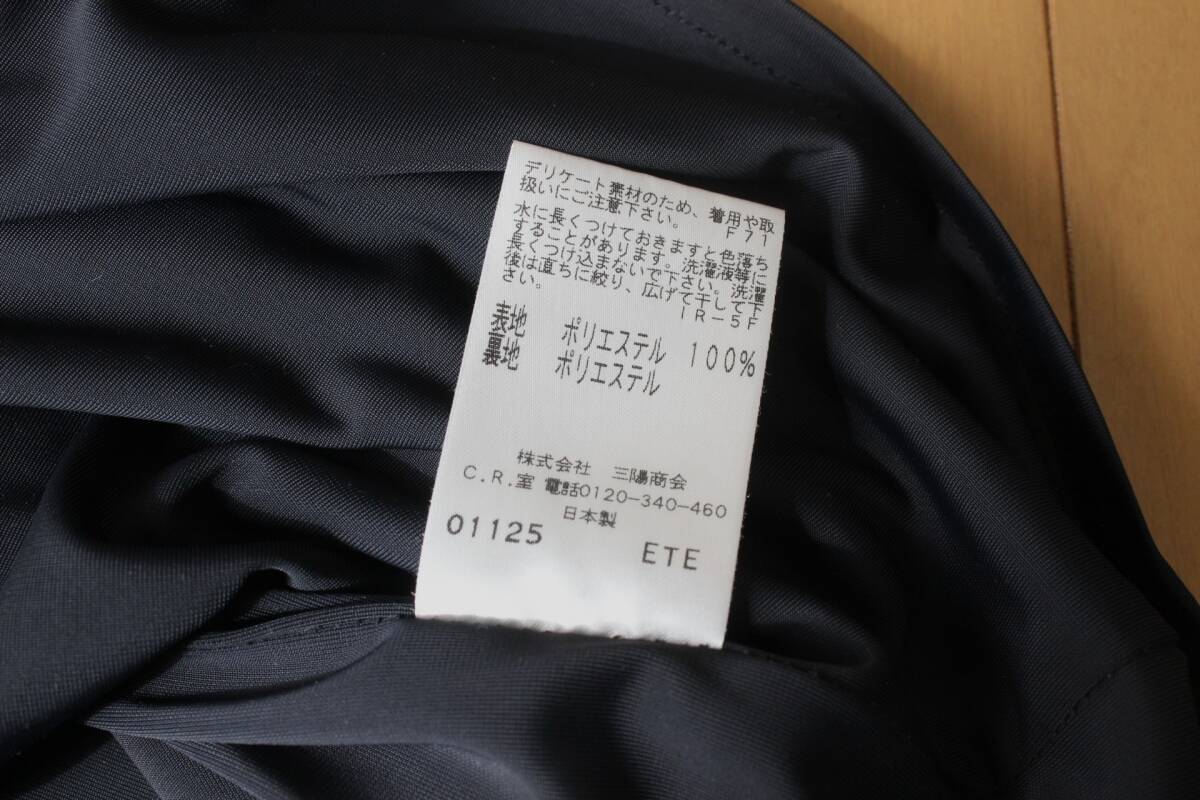 デリケート素材のため、着用や取
扱いにご注意下さい。 F71
水に長くつけておきますと色落ち
することがあります。洗濯液等に
長くつけ込まないで下さい。洗濯
後は直ちに絞り、広げて干して下
さい。 IR-5F
表地 ポリエステル 100%
裏地 ポリエステル
株式会社 三陽商会
C.R.室 電話0120-340-460
日本製
01125 ETE